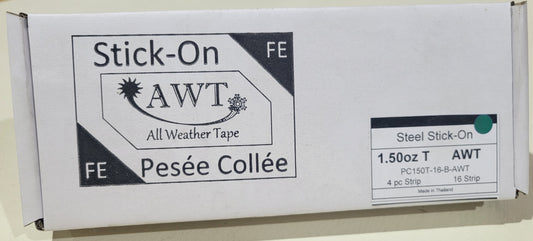 Stick-On
FE
AWT
All Weather Tape
FE
Pesée Collée
Steel Stick-On
1.50oz T AWT
PC150T-16-B-AWT
4 pc Strip 16 Strip
Made in Thailand